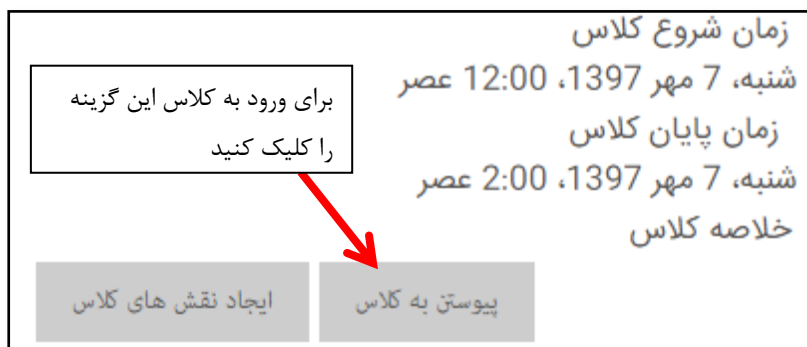 زمان شروع کلاس
شنبه، 7 مهر 1397، 12:00 عصر
زمان پایان کلاس
شنبه، 7 مهر 1397، 2:00 عصر
خلاصه کلاس
برای ورود به کلاس این گزینه
را کلیک کنید
پیوستن به کلاس
ایجاد نقش های کلاس